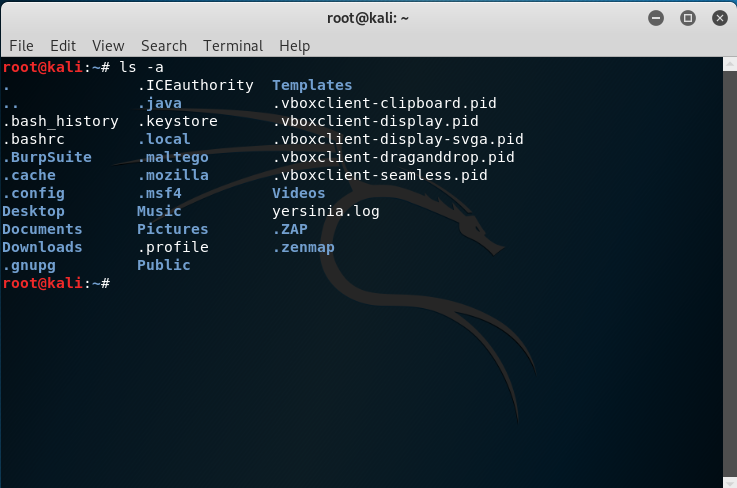 root@kali: ~
File Edit View Search Terminal Help
root@kali:~# ls -a
. .ICEauthority Templates
.. .java .vboxclient-clipboard.pid
.bash_history .keystore .vboxclient-display.pid
.bashrc .local .vboxclient-display-svga.pid
.BurpSuite .maltego .vboxclient-draganddrop.pid
.cache .mozilla .vboxclient-seamless.pid
.config .msf4 Videos
Desktop Music yersinia.log
Documents Pictures .ZAP
Downloads .profile .zenmap
.gnupg Public
root@kali:~#